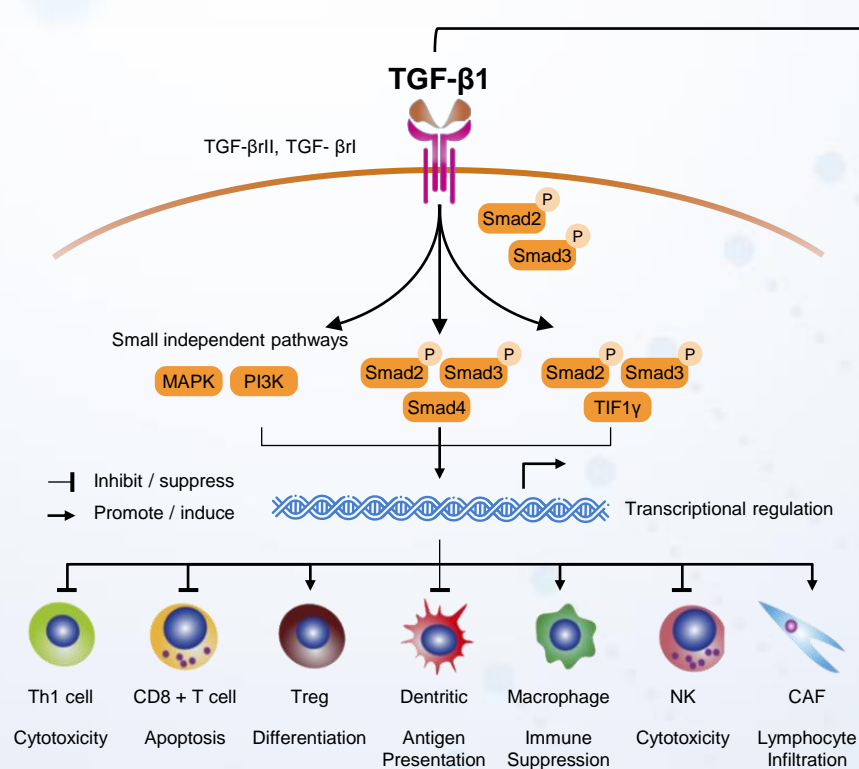 TGF-β1
TGF-βrII, TGF- βrI
P
Smad2
P
Smad3
Small independent pathways
MAPK PI3K
P P
Smad2 Smad3
Smad4
P P
Smad2 Smad3
TIF1γ
Inhibit / suppress
Promote / induce
Transcriptional regulation
Th1 cell CD8 + T cell Treg Dentritic Macrophage NK CAF
Cytotoxicity Apoptosis Differentiation Antigen Immune Cytotoxicity Lymphocyte
Presentation Suppression Infiltration